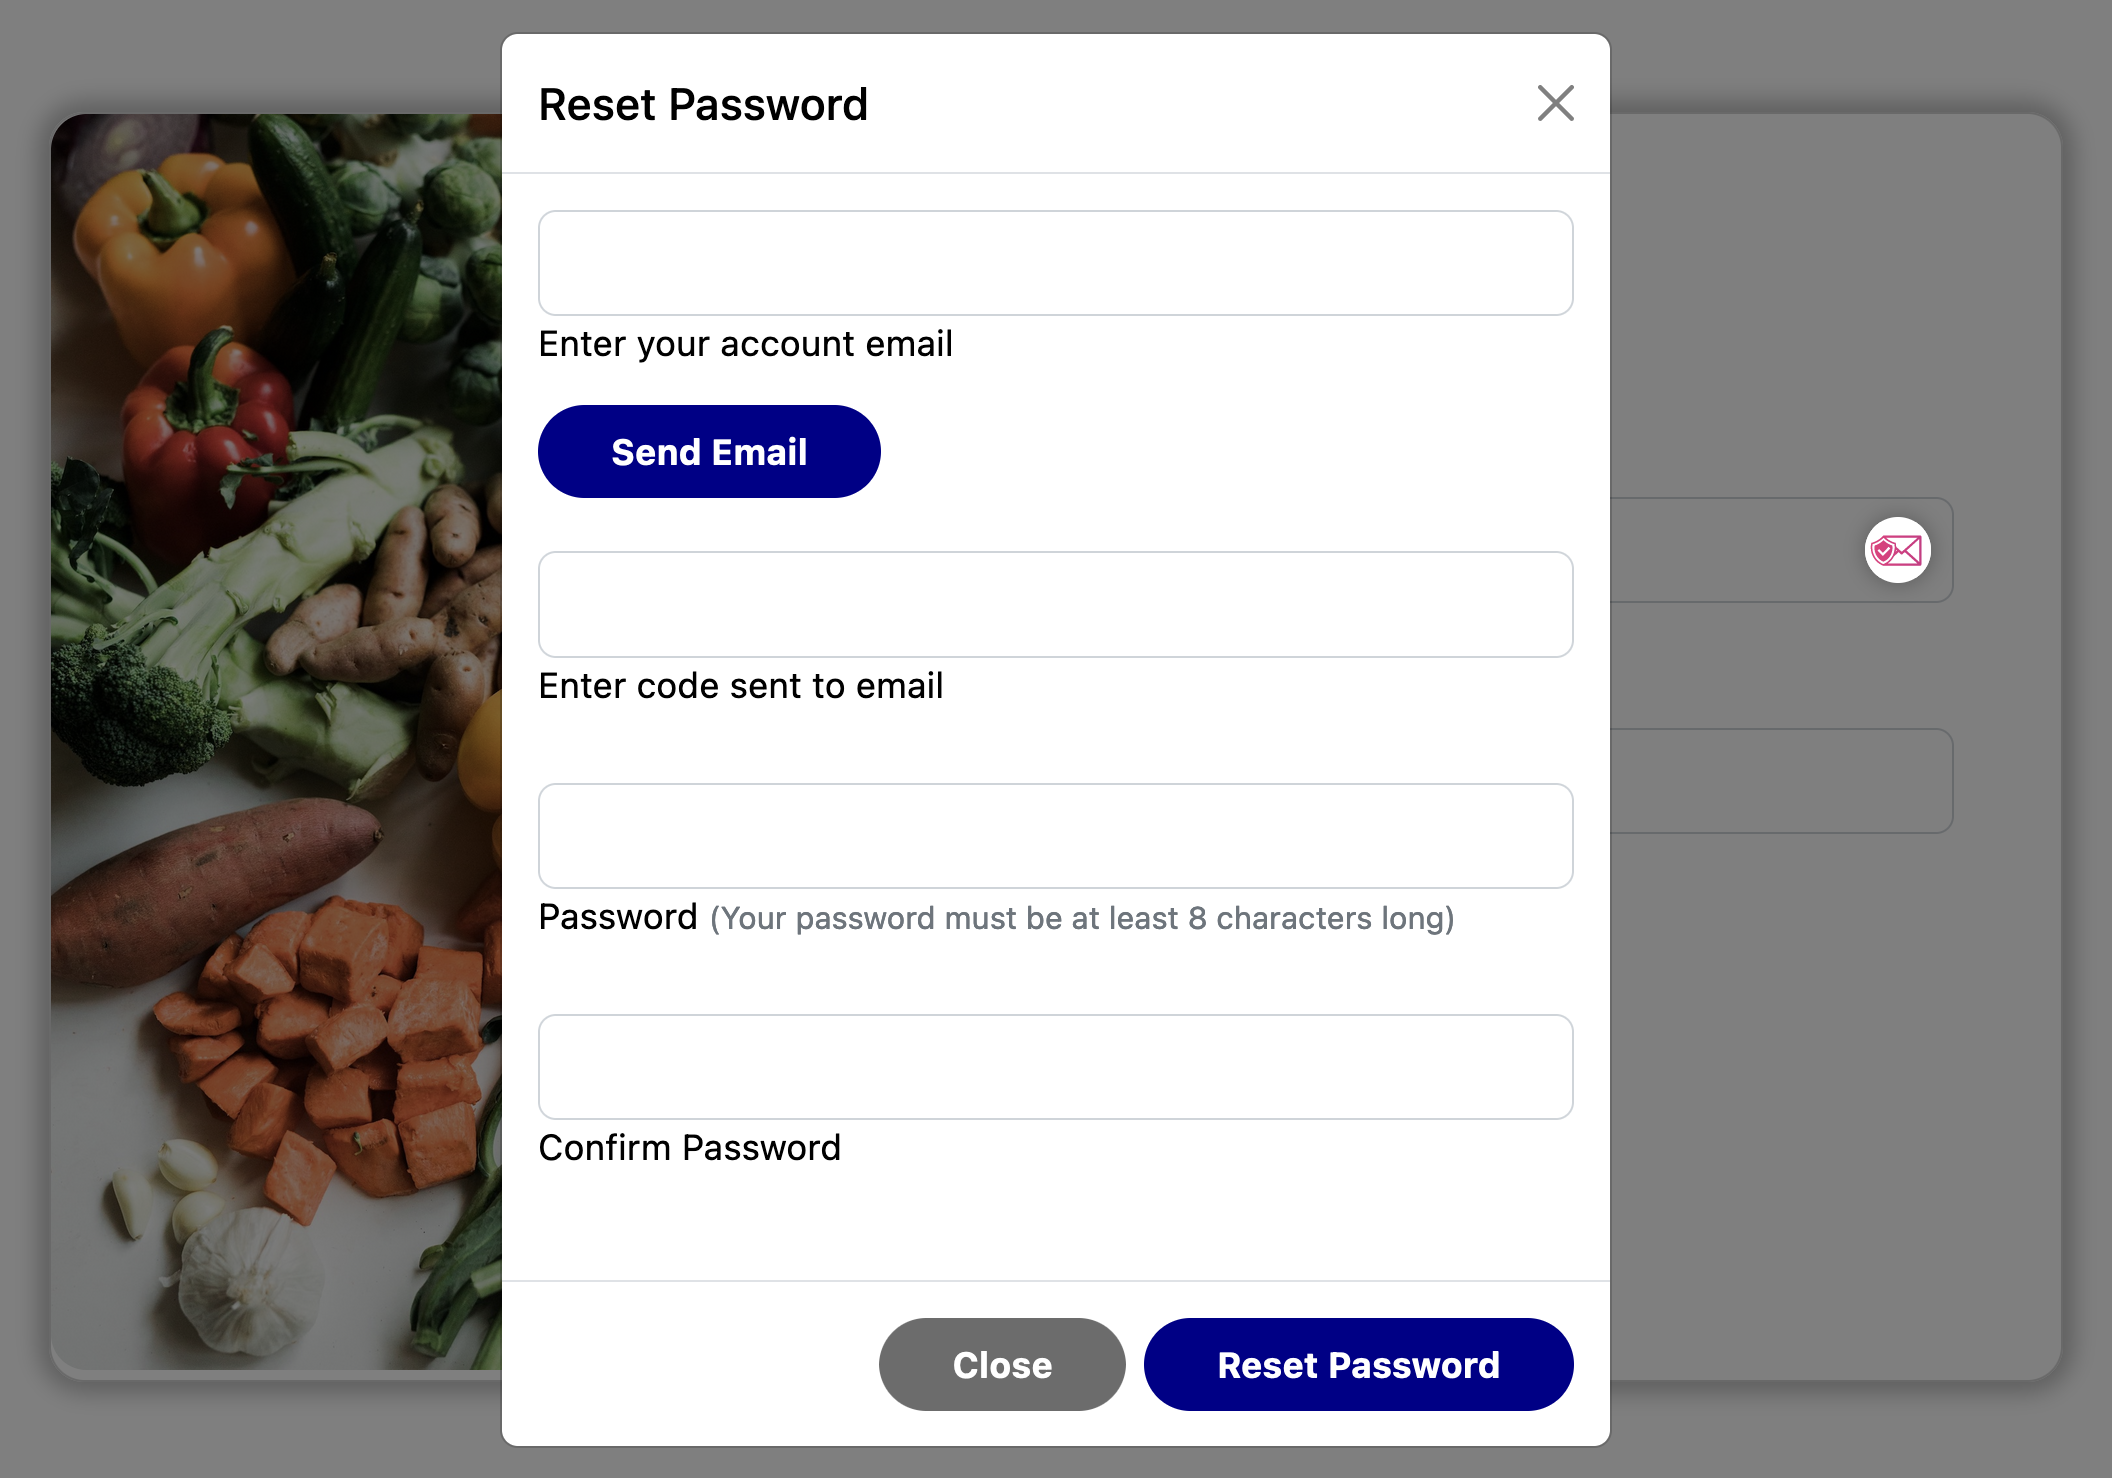 Reset Password
Enter your account email
Send Email
Enter code sent to email
Password (Your password must be at least 8 characters long)
Confirm Password
Close Reset Password